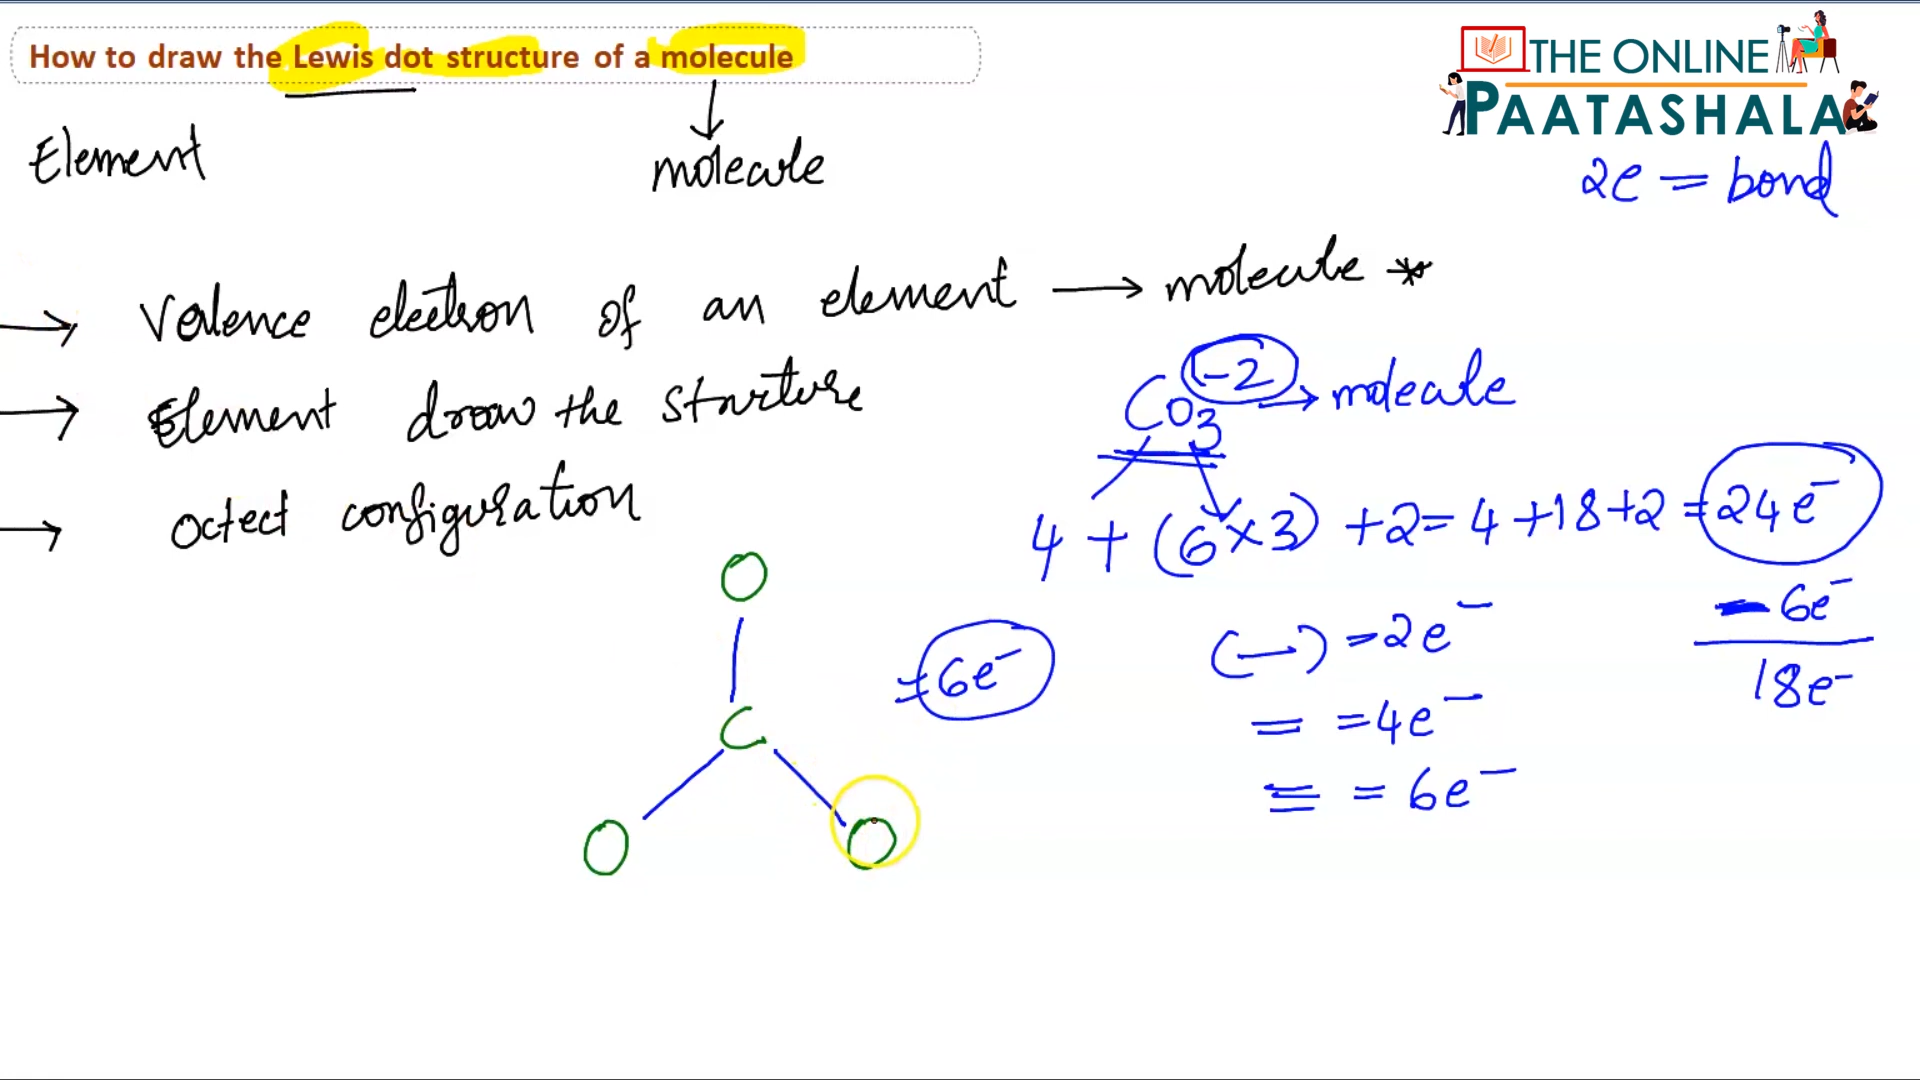 How to draw the Lewis dot structure of a molecule
THE ONLINE
PAATASHALA
2e = bond
Element
molecule
→ Valence electron of an element → molecule *
→ Element draw the structure
→ Octect configuration
CO3 -2 → molecule
4 + (6×3) +2 = 4 + 18 + 2 = 24e⁻
- 6e⁻
18e⁻
(—) = 2e⁻
= = 4e⁻
≡ = 6e⁻
O
= 6e⁻
C
O O